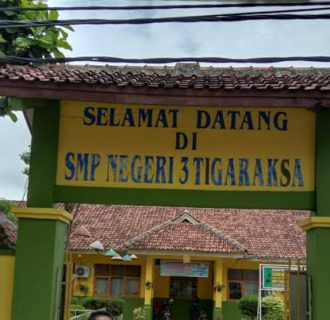 SELAMAT DATANG
DI
SMP NEGERI 3 TIGARAKSA